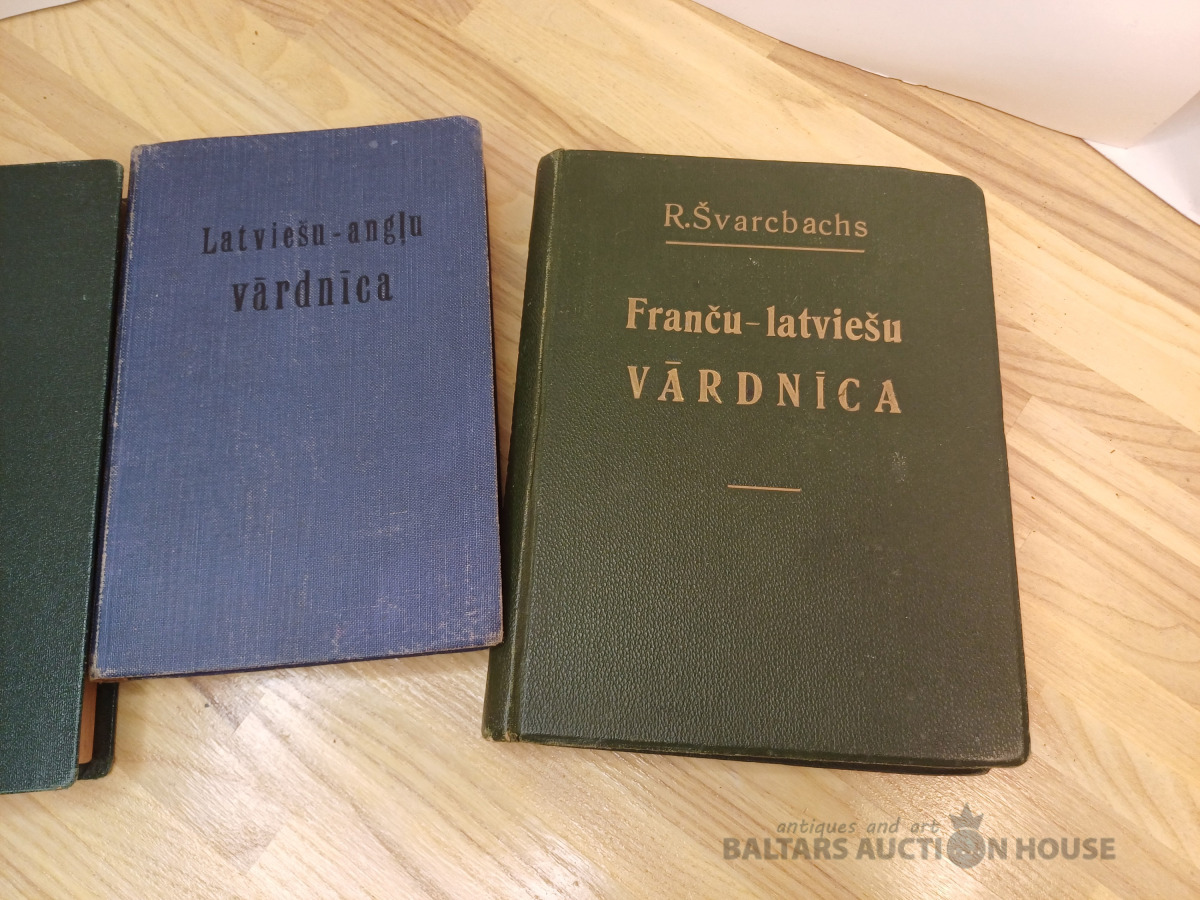 Latviešu-angļu
vārdnīca
R.Švarcbachs
Franču-latviešu
VĀRDNĪCA
antiques and art
BALTARS AUCTION HOUSE